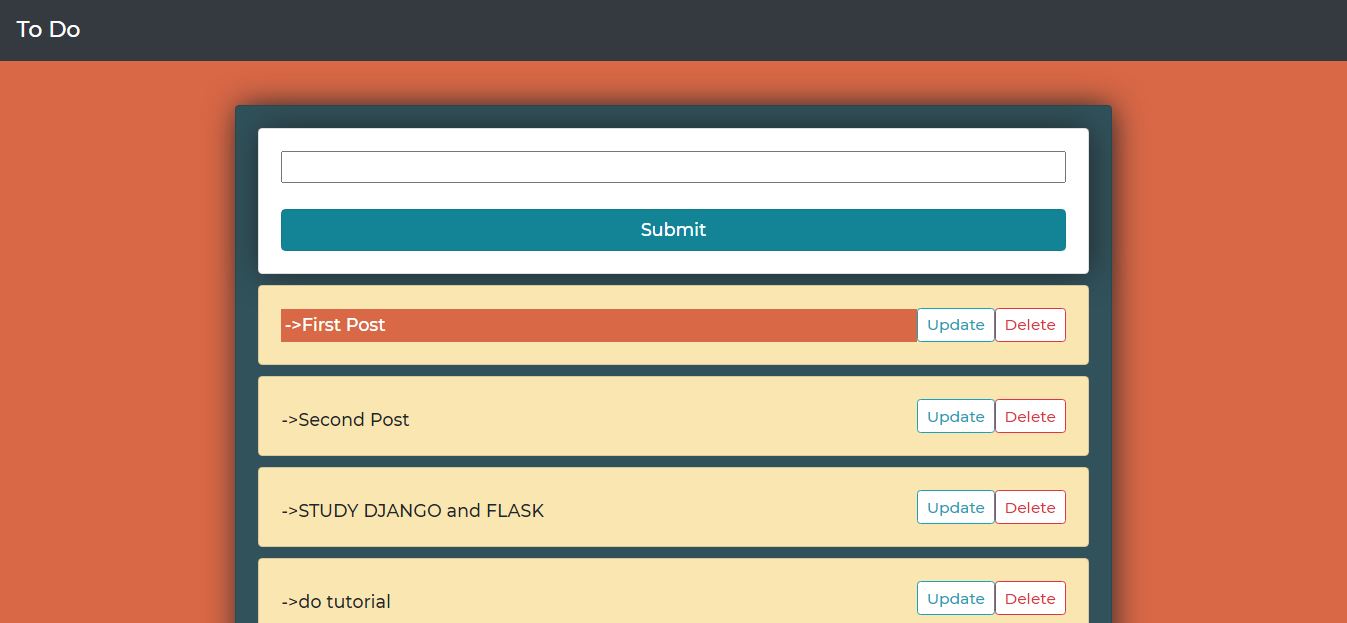 To Do
Submit
->First Post Update Delete
->Second Post Update Delete
->STUDY DJANGO and FLASK Update Delete
->do tutorial Update Delete